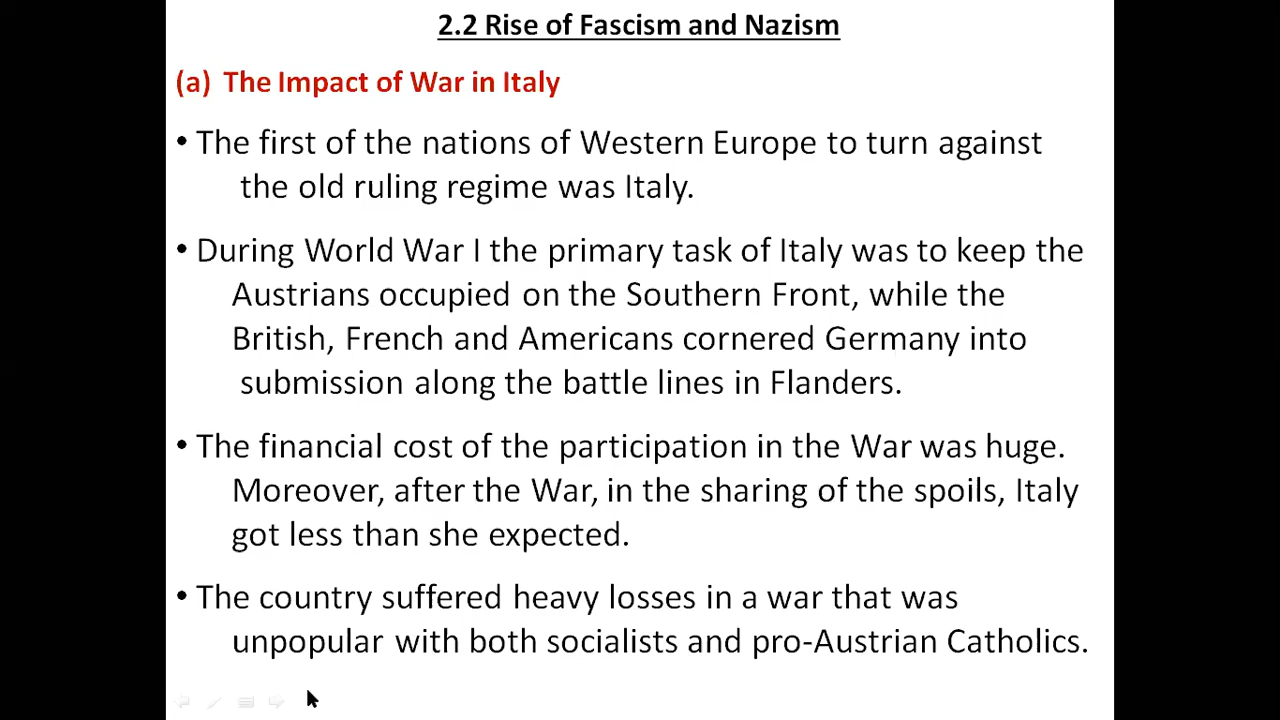 2.2 Rise of Fascism and Nazism
(a) The Impact of War in Italy
• The first of the nations of Western Europe to turn against
the old ruling regime was Italy.
• During World War I the primary task of Italy was to keep the
Austrians occupied on the Southern Front, while the
British, French and Americans cornered Germany into
submission along the battle lines in Flanders.
• The financial cost of the participation in the War was huge.
Moreover, after the War, in the sharing of the spoils, Italy
got less than she expected.
• The country suffered heavy losses in a war that was
unpopular with both socialists and pro-Austrian Catholics.